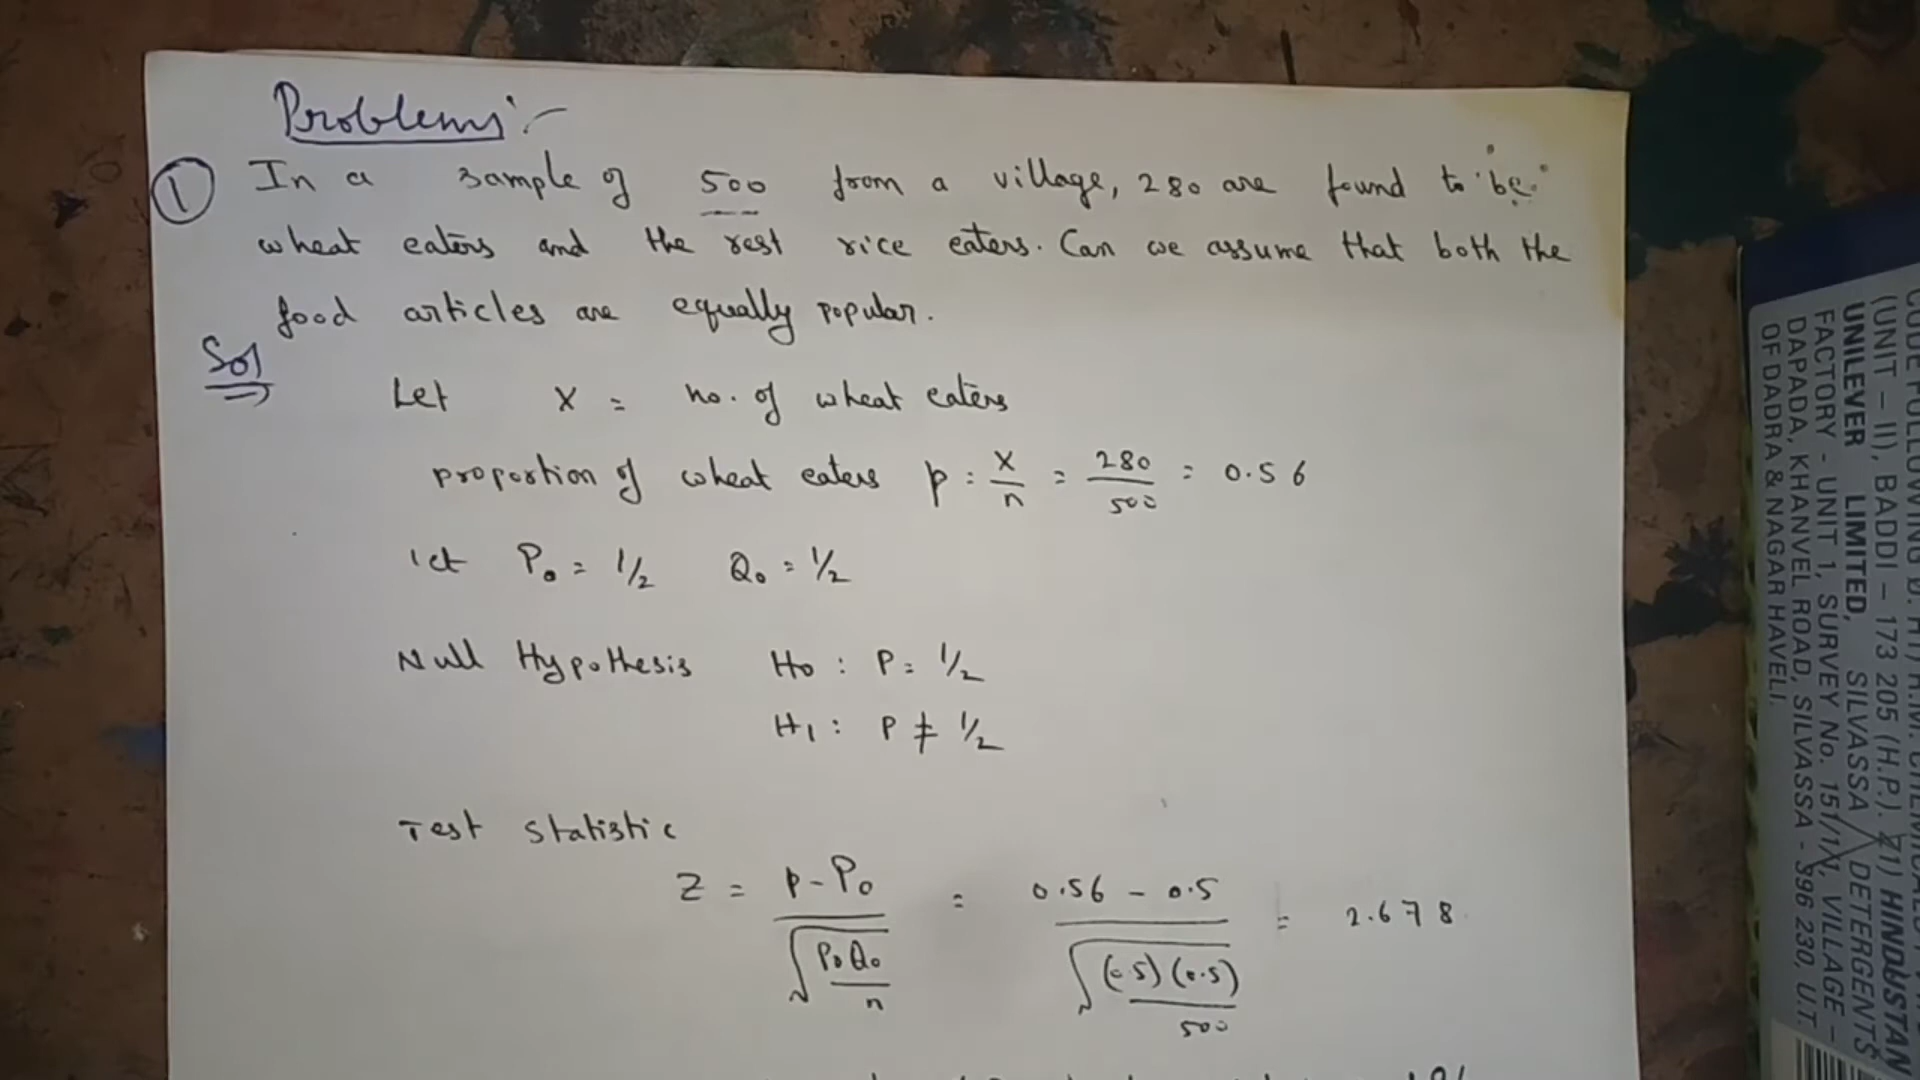 Problems:-
① In a sample of 500 from a village, 280 are found to be
wheat eaters and the rest rice eaters. Can we assume that both the
food articles are equally popular.
Sol
Let X = no. of wheat eaters
proportion of wheat eaters p = X/n = 280/500 = 0.56
let P₀ = 1/2 Q₀ = 1/2
Null Hypothesis H₀ : P = 1/2
H₁ : P ≠ 1/2
Test statistic
Z = (p - P₀) / √(P₀Q₀/n) = (0.56 - 0.5) / √((0.5)(0.5)/500) = 2.678
(UNIT – II), BADDI – 173 205 (H.P.). Z1) HINDUSTAN
UNILEVER LIMITED, SILVASSA DETERGENTS
FACTORY - UNIT 1, SURVEY No. 151/1/1, VILLAGE –
DAPADA, KHANVEL ROAD, SILVASSA - 396 230, U.T.
OF DADRA & NAGAR HAVELI.